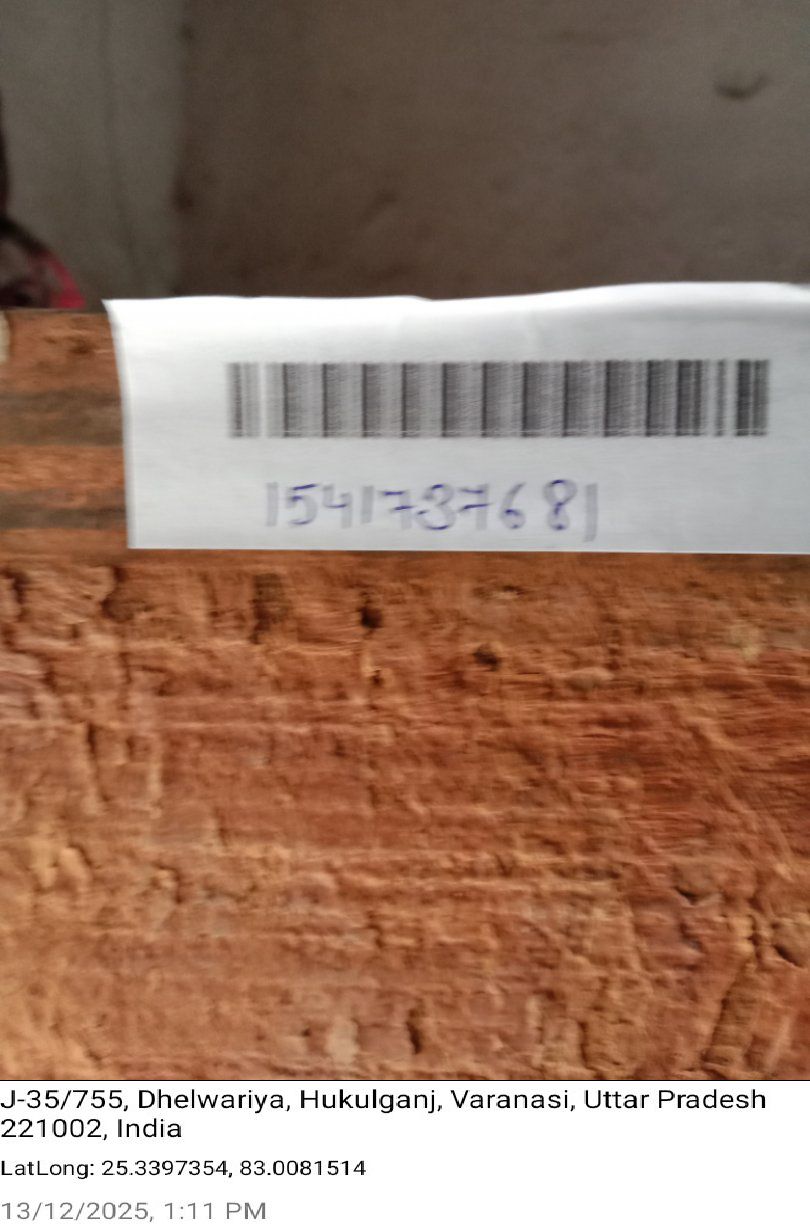 1541737681
J-35/755, Dhelwariya, Hukulganj, Varanasi, Uttar Pradesh
221002, India
LatLong: 25.3397354, 83.0081514
13/12/2025, 1:11 PM